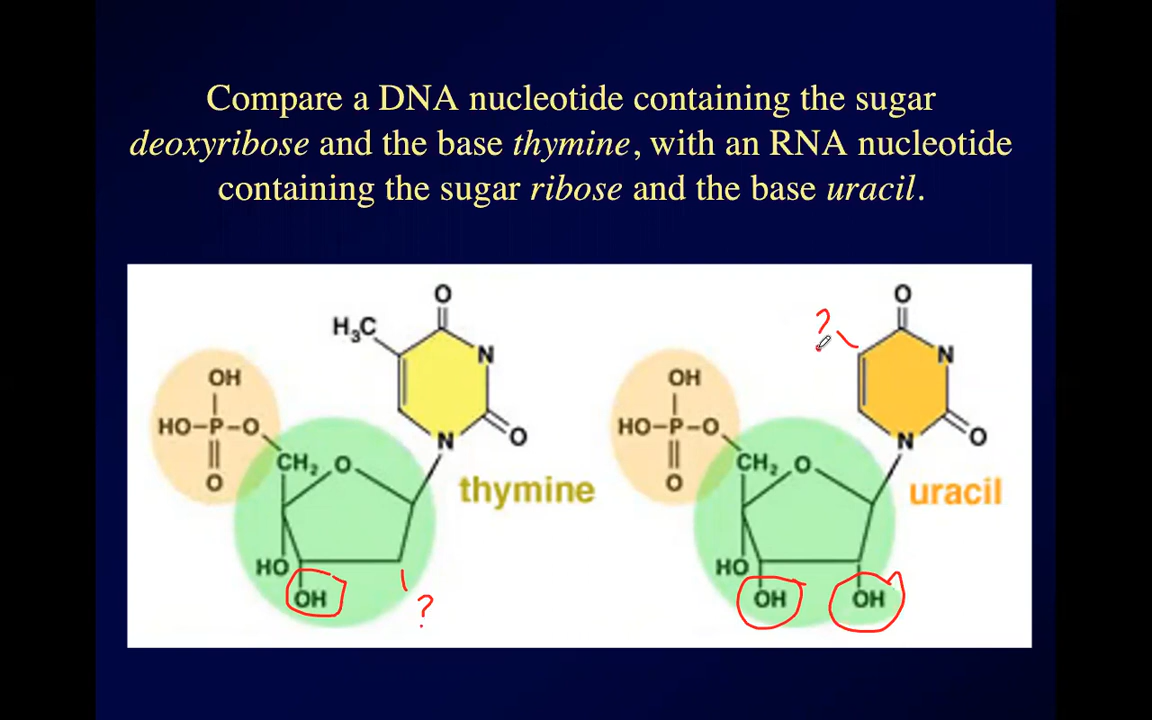 Compare a DNA nucleotide containing the sugar
deoxyribose and the base thymine, with an RNA nucleotide
containing the sugar ribose and the base uracil.
O
H₃C
N
OH
HO–P–O
O
N
O
CH₂
O
thymine
HO
OH
?
O
?
N
OH
HO–P–O
O
N
O
CH₂
O
uracil
HO
OH
OH